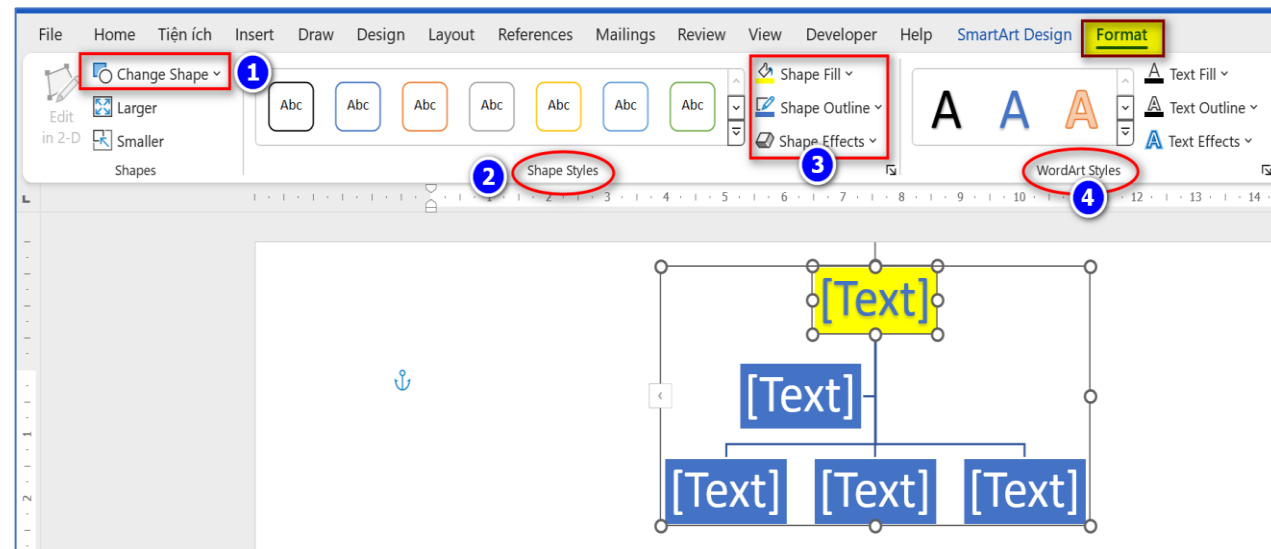 File Home Tiện ích Insert Draw Design Layout References Mailings Review View Developer Help SmartArt Design Format
Edit in 2-D
Change Shape
Larger
Smaller
Shapes
1
Abc Abc Abc Abc Abc Abc Abc
Shape Fill
Shape Outline
Shape Effects
2
Shape Styles
3
A A A
A Text Fill
A Text Outline
A Text Effects
WordArt Styles
4
L
1 2 3 4 5 6 7 8 9 10 12 13 14
1
2
[Text]
[Text]
[Text] [Text] [Text]